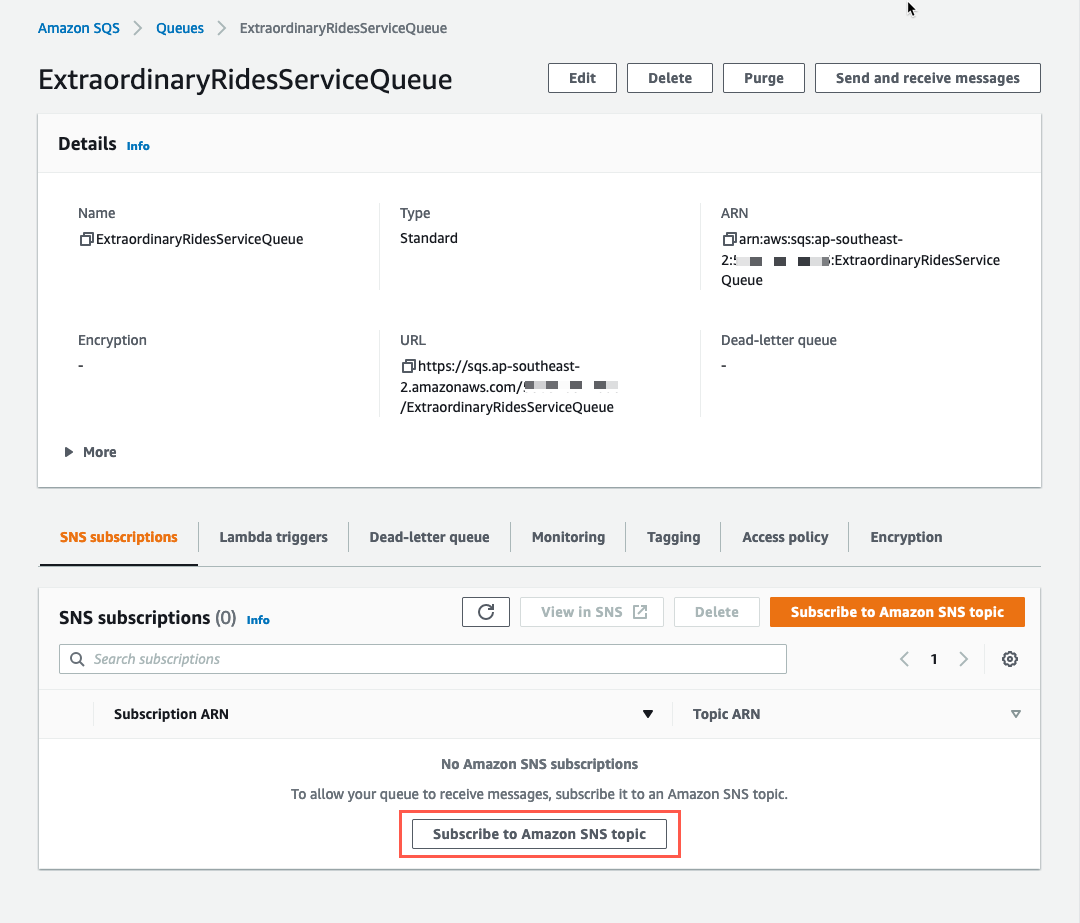 Amazon SQS > Queues > ExtraordinaryRidesServiceQueue
ExtraordinaryRidesServiceQueue
Edit
Delete
Purge
Send and receive messages
Details Info
Name
ExtraordinaryRidesServiceQueue
Type
Standard
ARN
arn:aws:sqs:ap-southeast-
2: :ExtraordinaryRidesService
Queue
Encryption
-
URL
https://sqs.ap-southeast-
2.amazonaws.com/
/ExtraordinaryRidesServiceQueue
Dead-letter queue
-
More
SNS subscriptions
Lambda triggers
Dead-letter queue
Monitoring
Tagging
Access policy
Encryption
SNS subscriptions (0) Info
View in SNS
Delete
Subscribe to Amazon SNS topic
Search subscriptions
1
Subscription ARN
Topic ARN
No Amazon SNS subscriptions
To allow your queue to receive messages, subscribe it to an Amazon SNS topic.
Subscribe to Amazon SNS topic